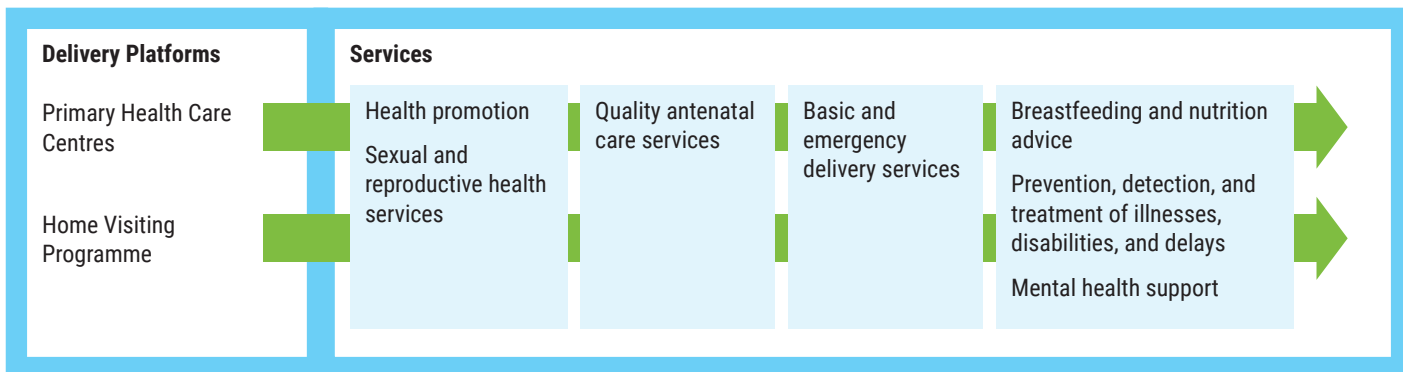 Delivery Platforms
Primary Health Care
Centres
Home Visiting
Programme
Services
Health promotion
Sexual and
reproductive health
services
Quality antenatal
care services
Basic and
emergency
delivery services
Breastfeeding and nutrition
advice
Prevention, detection, and
treatment of illnesses,
disabilities, and delays
Mental health support